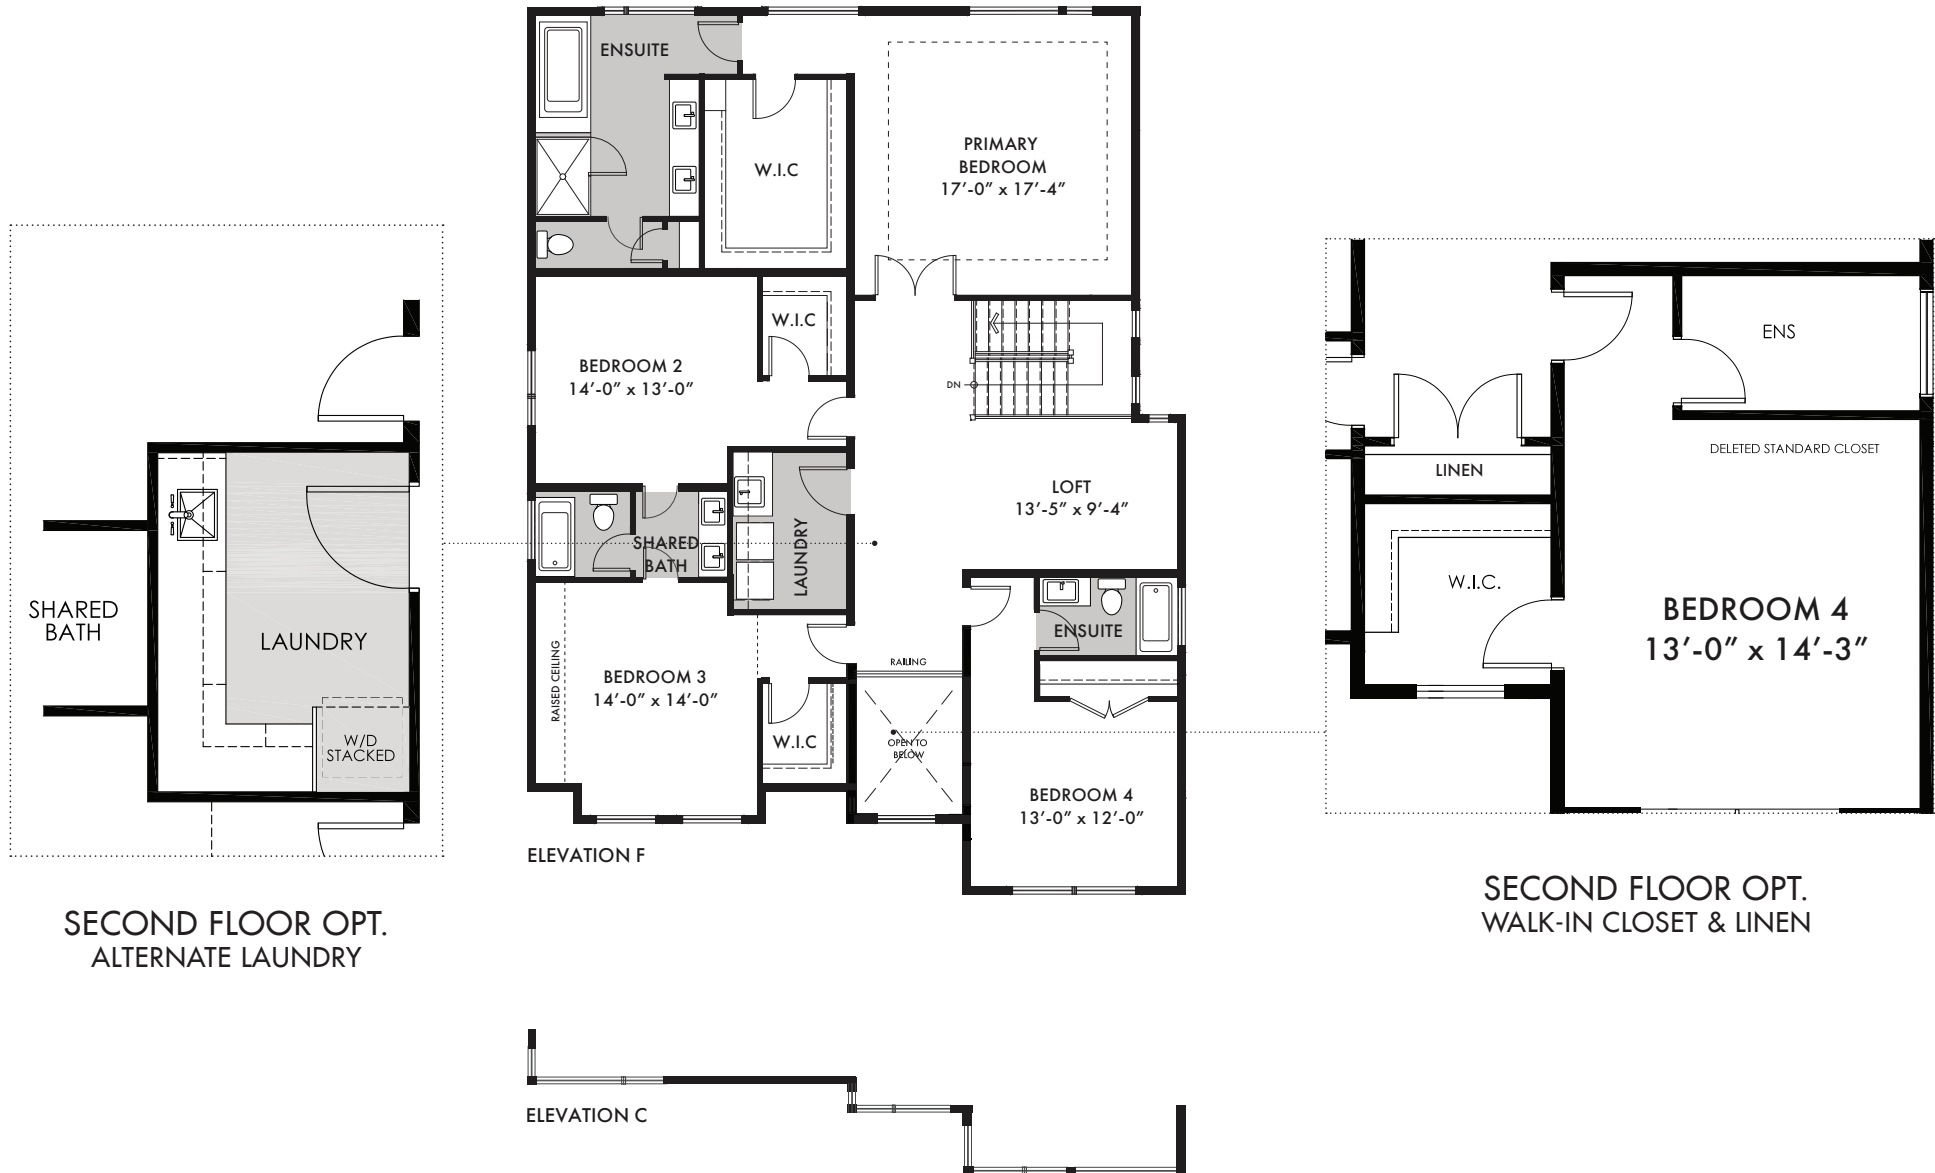 ENSUITE
W.I.C
PRIMARY
BEDROOM
17'-0" x 17'-4"
W.I.C
BEDROOM 2
14'-0" x 13'-0"
DN
LOFT
13'-5" x 9'-4"
LAUNDRY
SHARED
BATH
ENSUITE
RAISED CEILING
BEDROOM 3
14'-0" x 14'-0"
RAILING
W.I.C
OPEN TO
BELOW
BEDROOM 4
13'-0" x 12'-0"
ELEVATION F
SHARED
BATH
LAUNDRY
W/D
STACKED
SECOND FLOOR OPT.
ALTERNATE LAUNDRY
ENS
DELETED STANDARD CLOSET
LINEN
W.I.C.
BEDROOM 4
13'-0" x 14'-3"
SECOND FLOOR OPT.
WALK-IN CLOSET & LINEN
ELEVATION C